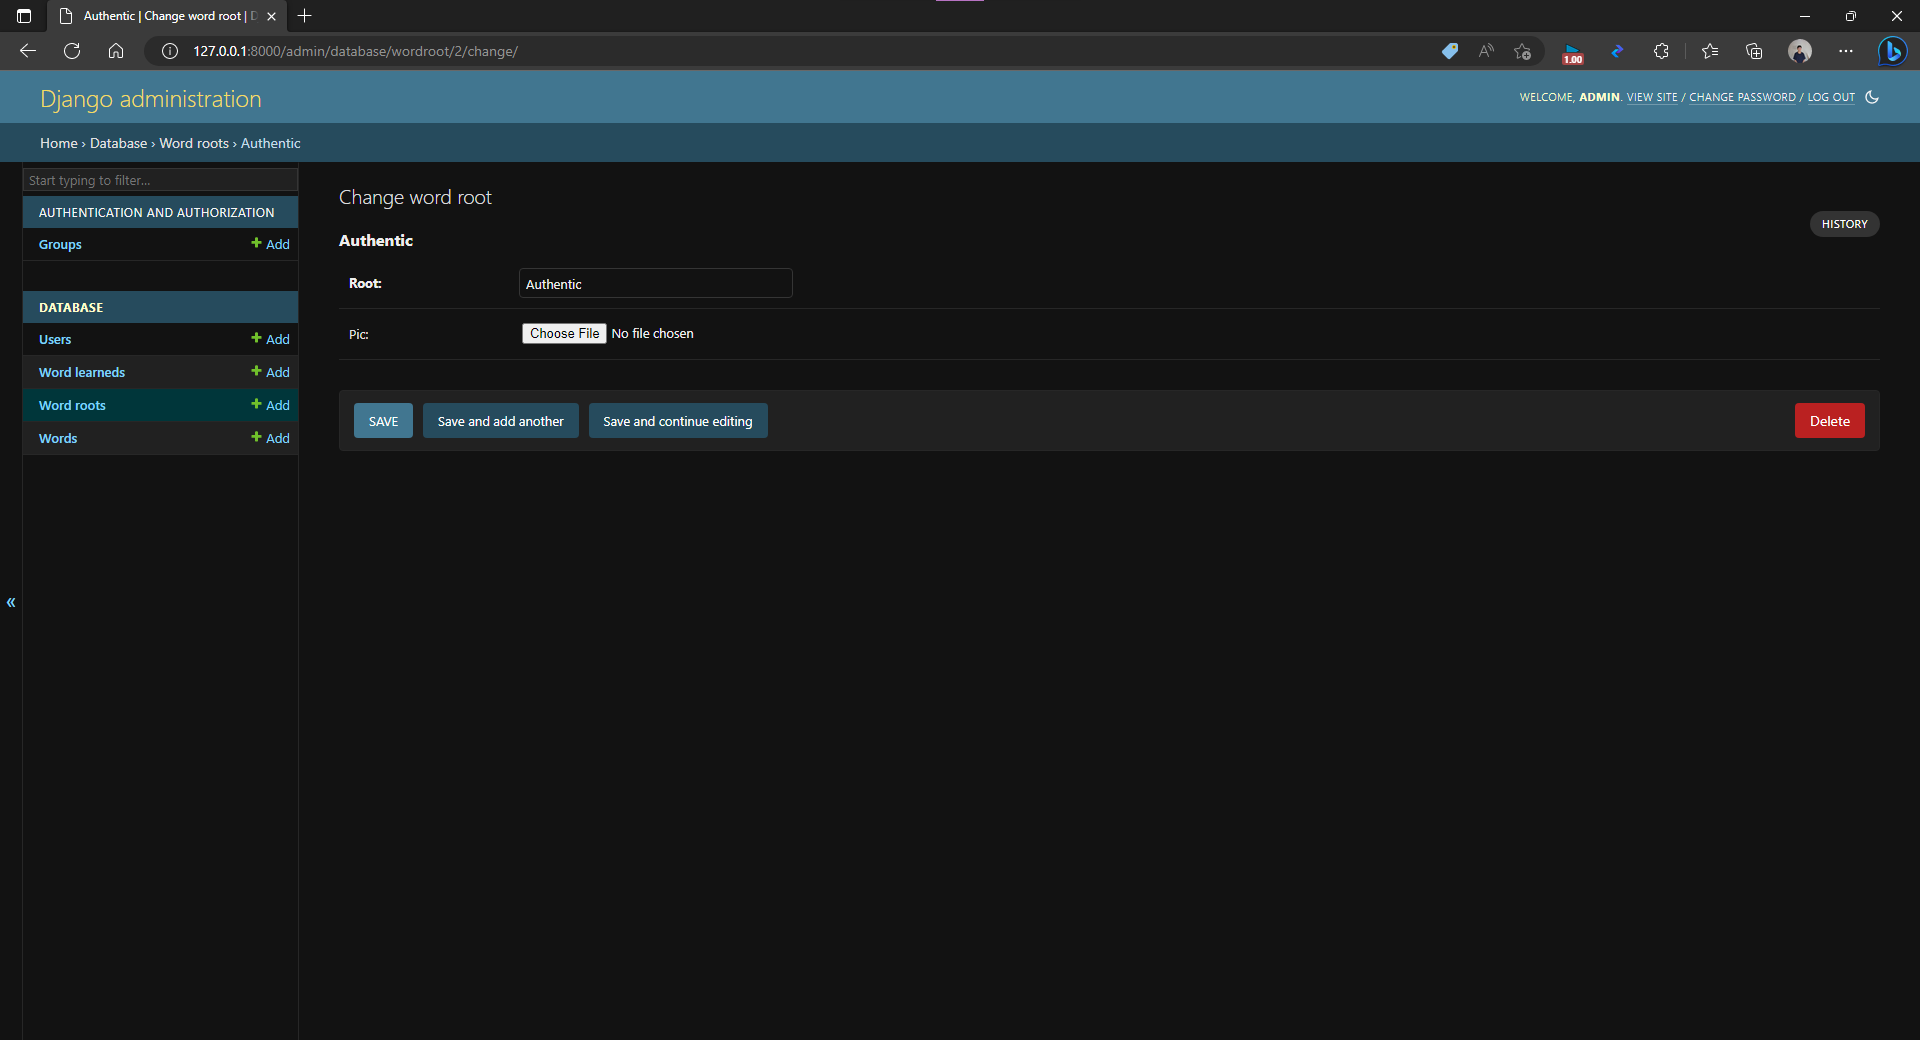 Authentic | Change word root | D
127.0.0.1:8000/admin/database/wordroot/2/change/
1.00
Django administration
WELCOME, ADMIN. VIEW SITE / CHANGE PASSWORD / LOG OUT
Home › Database › Word roots › Authentic
Start typing to filter...
AUTHENTICATION AND AUTHORIZATION
Groups + Add
DATABASE
Users + Add
Word learneds + Add
Word roots + Add
Words + Add
«
Change word root
HISTORY
Authentic
Root: Authentic
Pic: Choose File No file chosen
SAVE Save and add another Save and continue editing Delete